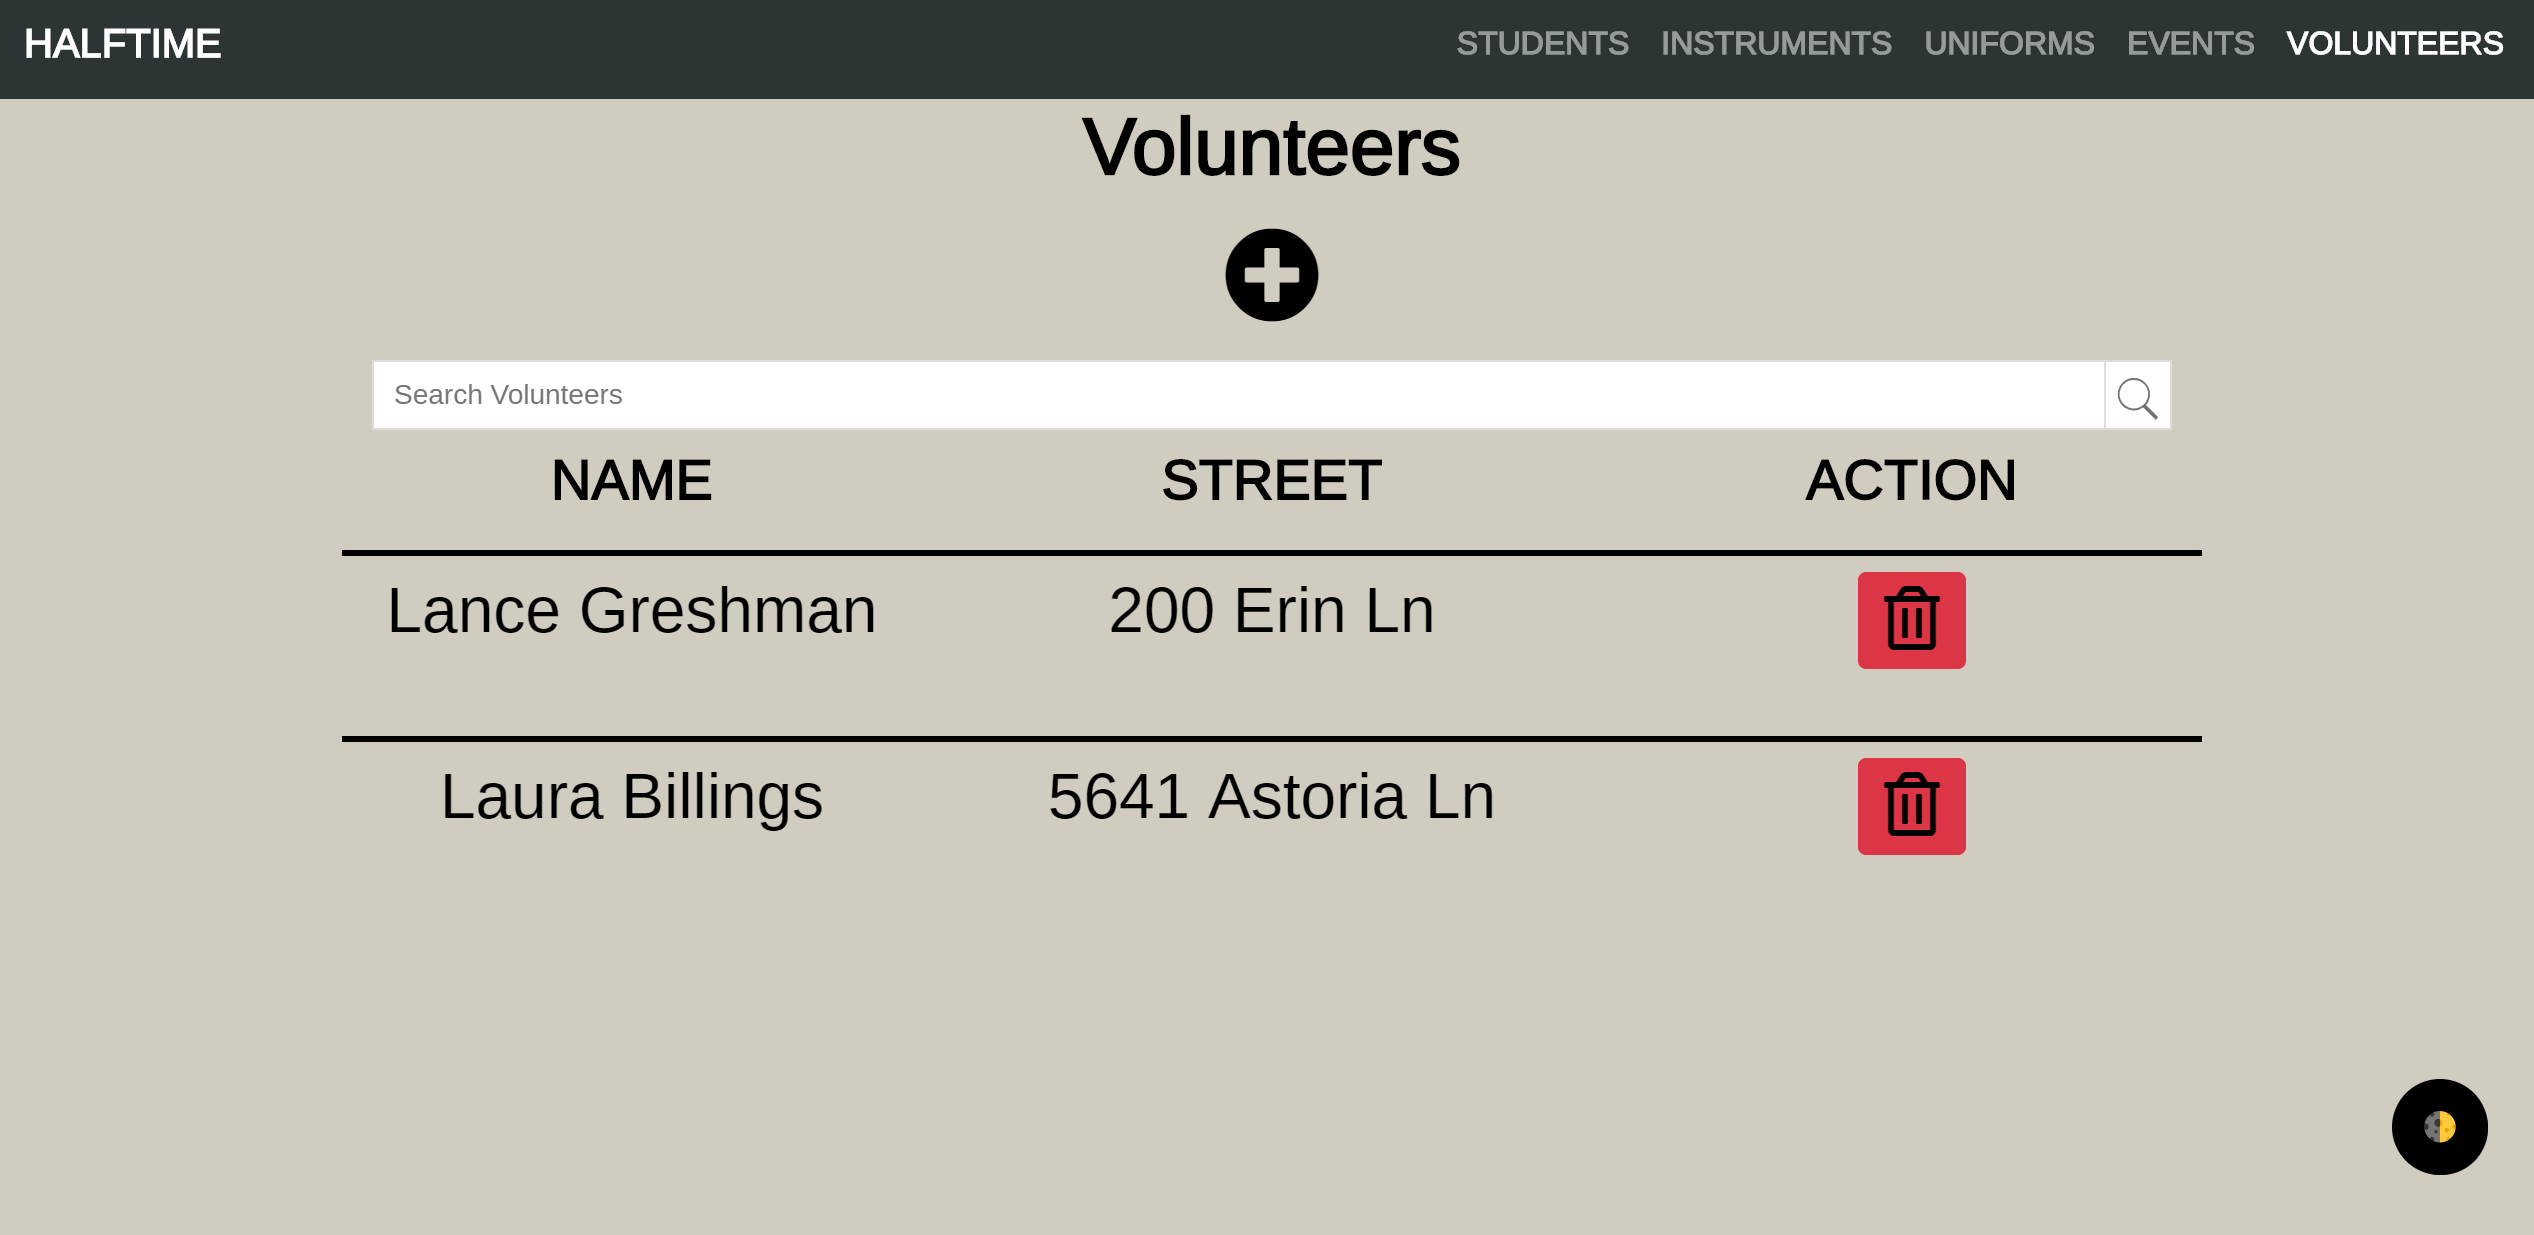 HALFTIME STUDENTS INSTRUMENTS UNIFORMS EVENTS VOLUNTEERS
Volunteers
Search Volunteers
NAME STREET ACTION
Lance Greshman 200 Erin Ln
Laura Billings 5641 Astoria Ln